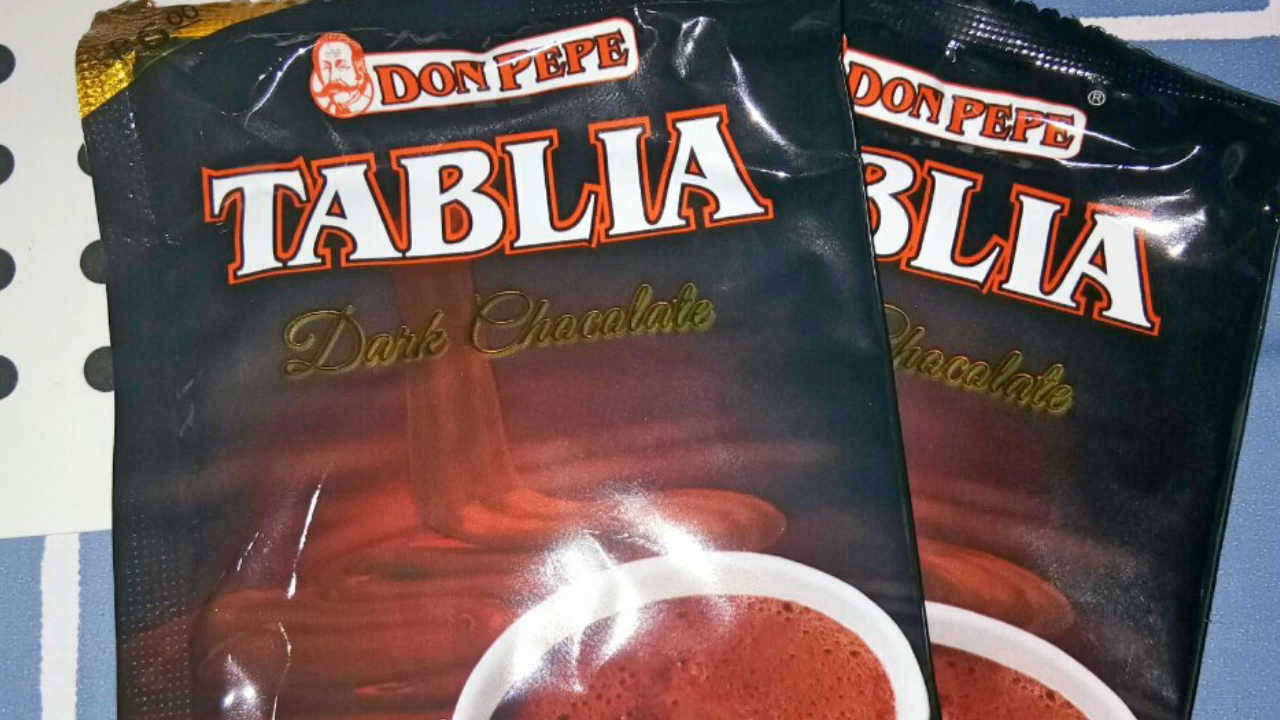 DON PEPE
TABLIA
Dark Chocolate
DON PEPE ®
BLIA
Chocolate